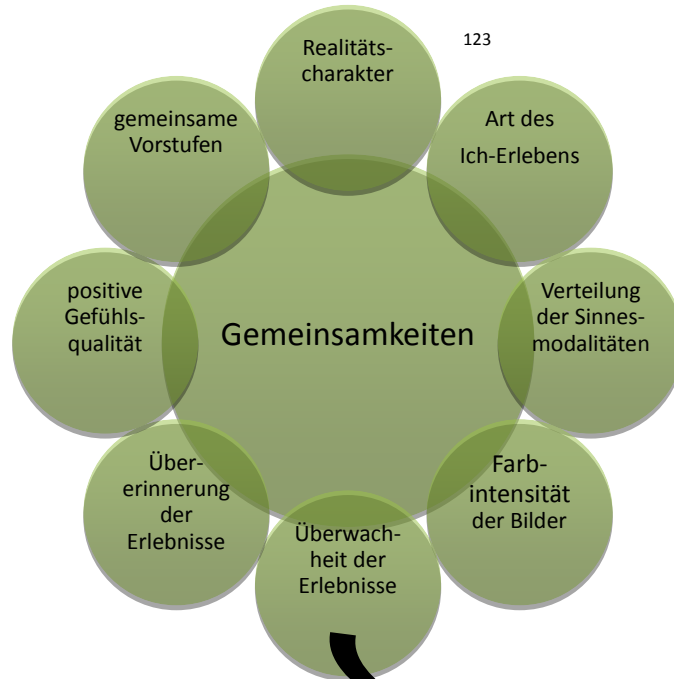 Realitäts-
charakter
123
Art des
Ich-Erlebens
Verteilung
der Sinnes-
modalitäten
Farb-
intensität
der Bilder
Überwach-
heit der
Erlebnisse
Über-
erinnerung
der
Erlebnisse
positive
Gefühls-
qualität
gemeinsame
Vorstufen
Gemeinsamkeiten